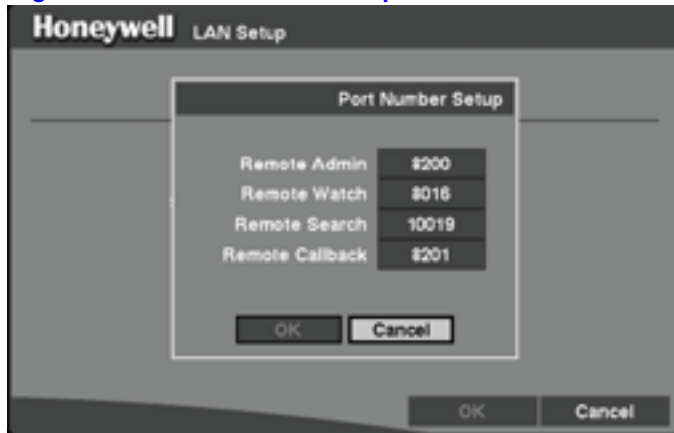 Honeywell LAN Setup
Port Number Setup
Remote Admin 8200
Remote Watch 8016
Remote Search 10019
Remote Callback 8201
OK Cancel
OK Cancel